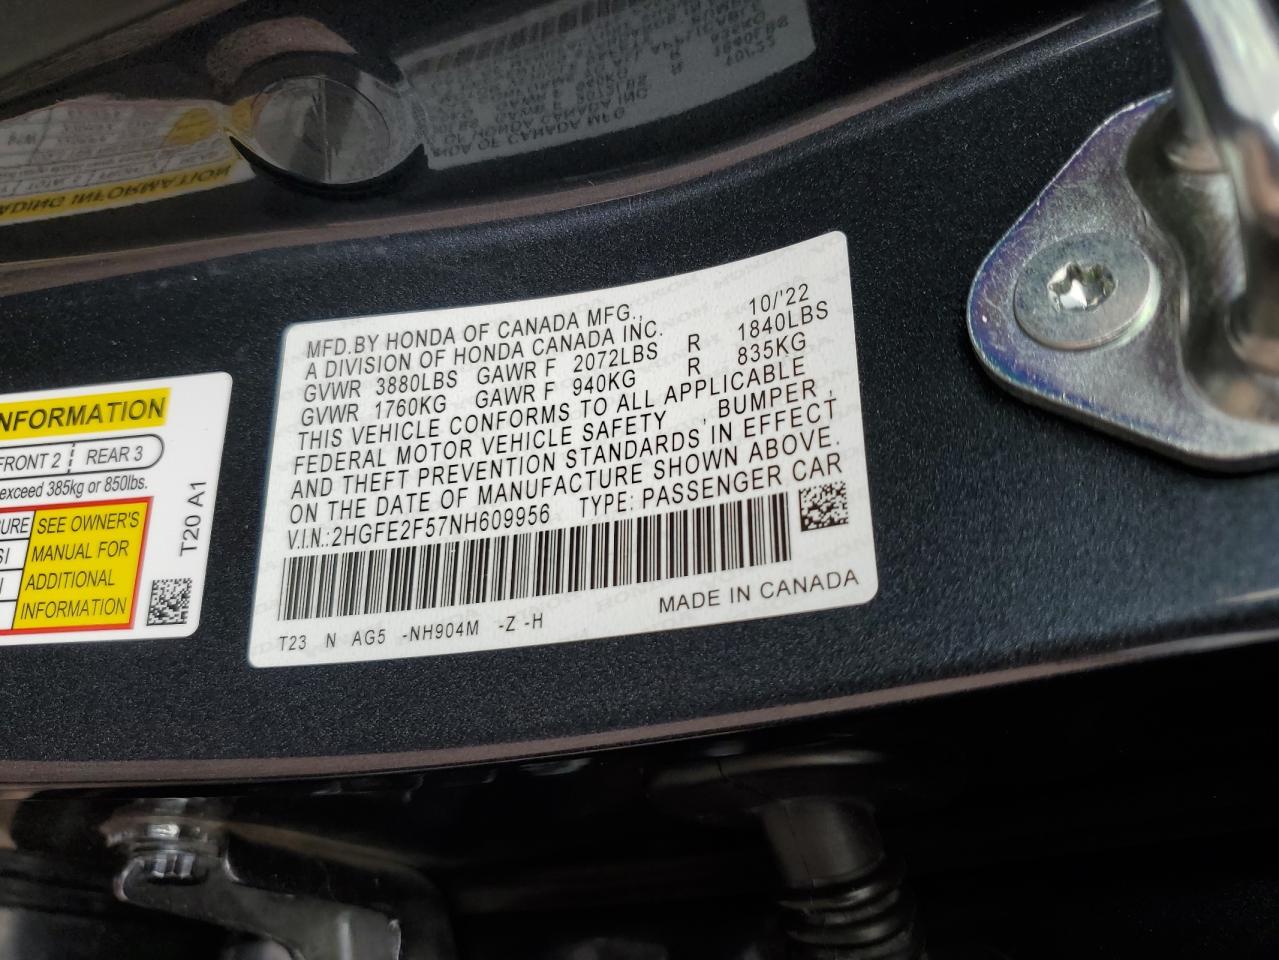 MFD.BY HONDA OF CANADA MFG., 10/'22
A DIVISION OF HONDA CANADA INC.
GVWR 3880LBS GAWR F 2072LBS R 1840LBS
GVWR 1760KG GAWR F 940KG R 835KG
THIS VEHICLE CONFORMS TO ALL APPLICABLE
FEDERAL MOTOR VEHICLE SAFETY , BUMPER ,
AND THEFT PREVENTION STANDARDS IN EFFECT
ON THE DATE OF MANUFACTURE SHOWN ABOVE.
V.I.N.:2HGFE2F57NH609956 TYPE: PASSENGER CAR
MADE IN CANADA
T23 N AG5 -NH904M -Z -H
NFORMATION
FRONT 2 REAR 3
exceed 385kg or 850lbs.
SEE OWNER'S
MANUAL FOR
ADDITIONAL
INFORMATION
T20 A1